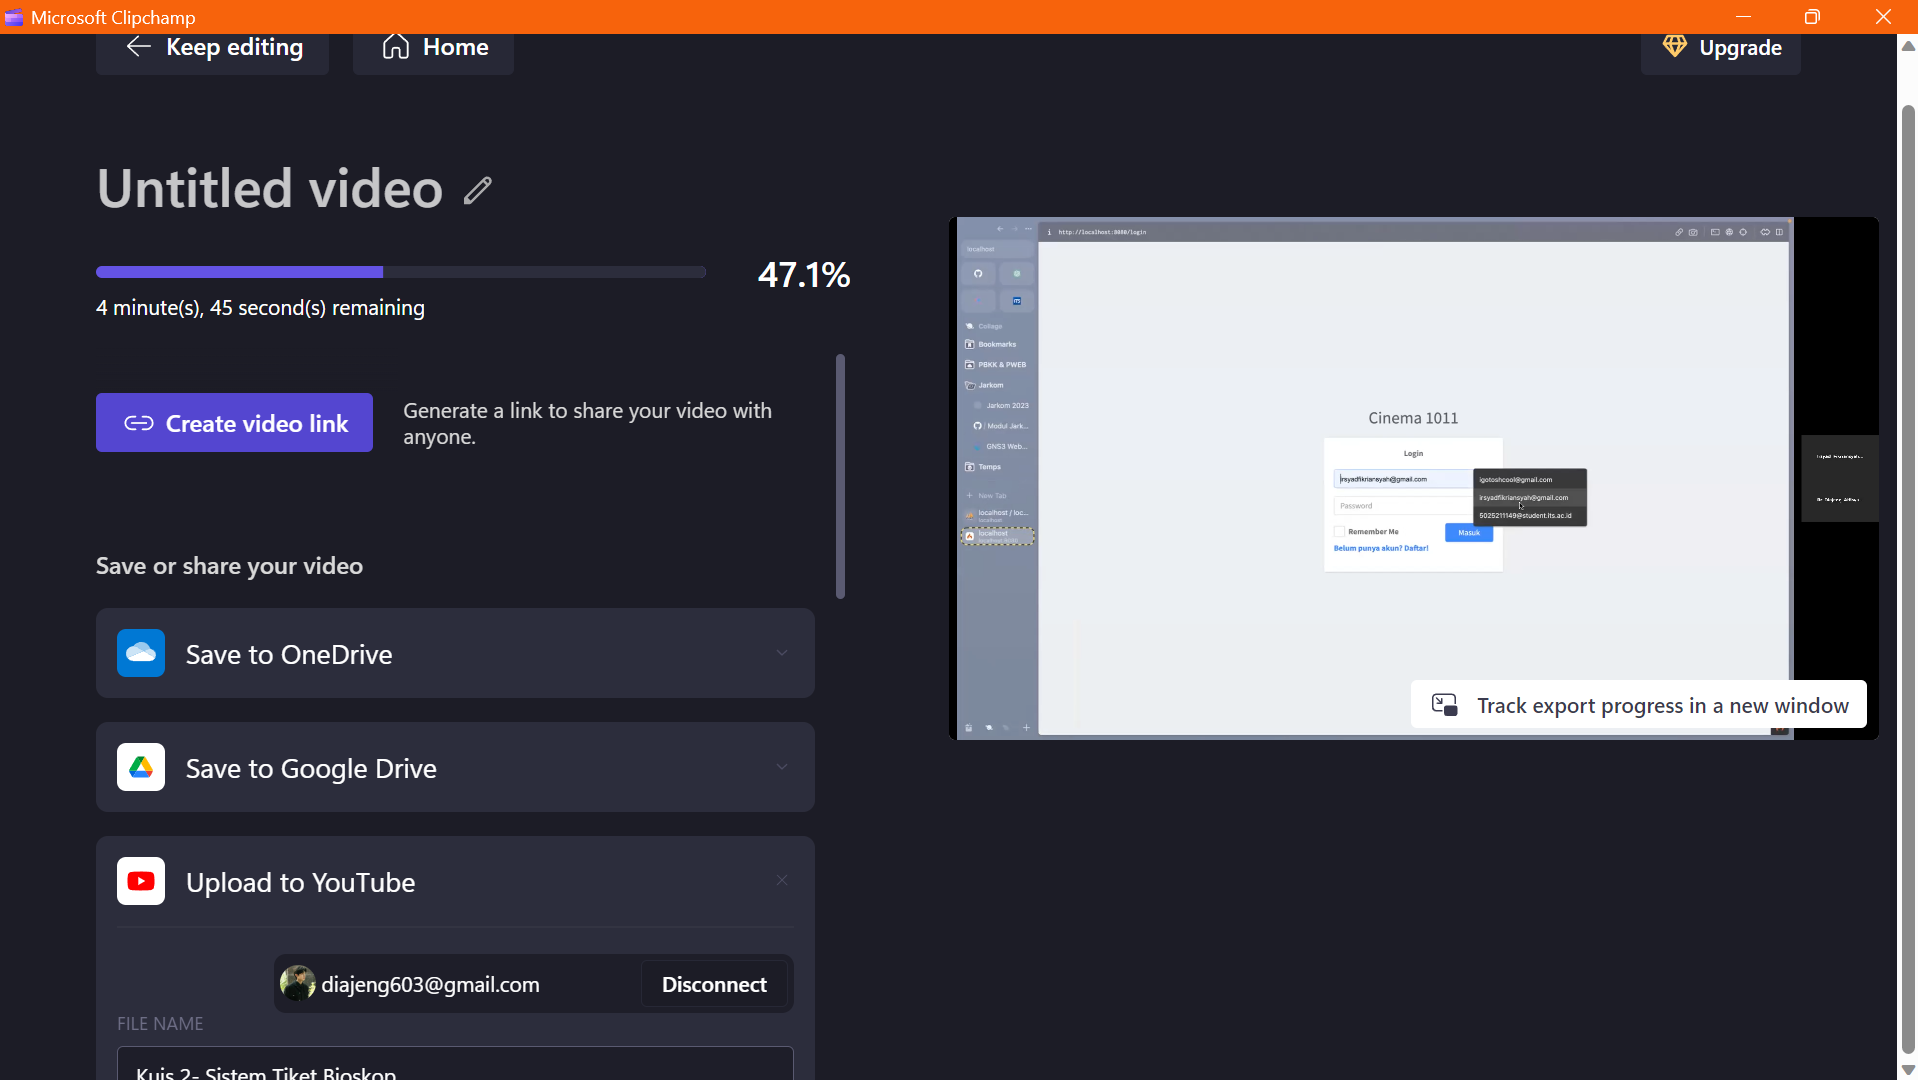 Microsoft Clipchamp
Keep editing
Home
Upgrade
Untitled video
47.1%
4 minute(s), 45 second(s) remaining
Create video link
Generate a link to share your video with
anyone.
Save or share your video
Save to OneDrive
Save to Google Drive
Upload to YouTube
diajeng603@gmail.com
Disconnect
FILE NAME
Kuis 2- Sistem Tiket Bioskop
http://localhost:8080/login
localhost
Collage
Bookmarks
PBKK & PWEB
Jarkom
Jarkom 2023
Modul Jark...
GNS3 Web...
Temps
New Tab
localhost / loc...
localhost
localhost
Cinema 1011
Login
irsyadfikriansyah@gmail.com
igotoshcool@gmail.com
irsyadfikriansyah@gmail.com
5025211149@student.its.ac.id
Password
Remember Me
Masuk
Belum punya akun? Daftar!
Track export progress in a new window